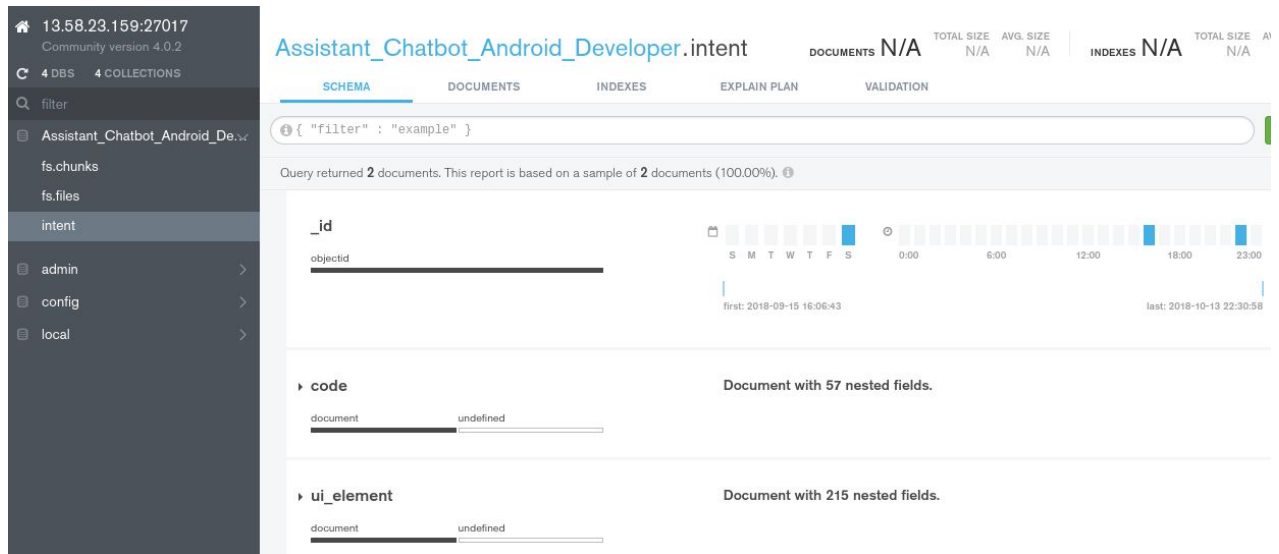 13.58.23.159:27017
Community version 4.0.2
4 DBS 4 COLLECTIONS
filter
Assistant_Chatbot_Android_De...
fs.chunks
fs.files
intent
admin
config
local
Assistant_Chatbot_Android_Developer.intent
DOCUMENTS N/A TOTAL SIZE N/A AVG. SIZE N/A INDEXES N/A TOTAL SIZE N/A
SCHEMA DOCUMENTS INDEXES EXPLAIN PLAN VALIDATION
{ "filter" : "example" }
Query returned 2 documents. This report is based on a sample of 2 documents (100.00%).
_id
objectid
S M T W T F S 0:00 6:00 12:00 18:00 23:00
first: 2018-09-15 16:06:43 last: 2018-10-13 22:30:58
code Document with 57 nested fields.
document undefined
ui_element Document with 215 nested fields.
document undefined